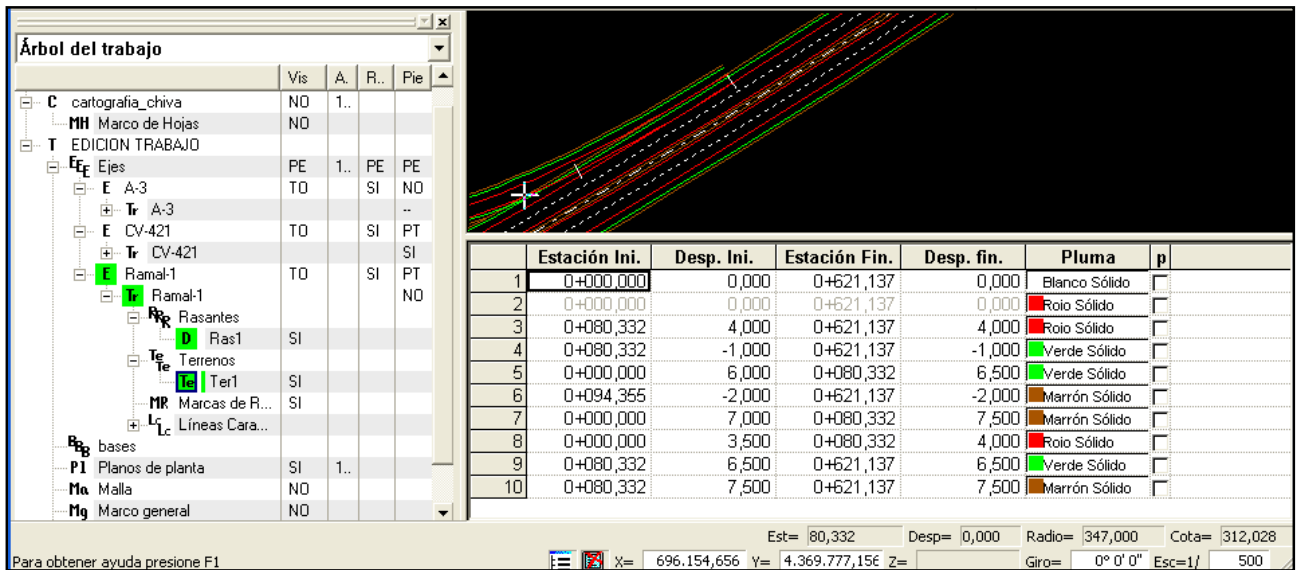 Árbol del trabajo
Vis A. R.. Pie
C cartografia_chiva NO 1..
MH Marco de Hojas NO
T EDICION TRABAJO
EEE Ejes PE 1.. PE PE
E A-3 TO SI NO
Tr A-3 --
E CV-421 TO SI PT
Tr CV-421 SI
E Ramal-1 TO SI PT
Tr Ramal-1 NO
RRR Rasantes
D Ras1 SI
Te Te Terrenos
Te Ter1 SI
MR Marcas de R... SI
Lc Lc Líneas Cara...
BBB bases
Pl Planos de planta SI 1..
Ma Malla NO
Mg Marco general NO
Estación Ini. Desp. Ini. Estación Fin. Desp. fin. Pluma p
1 0+000,000 0,000 0+621,137 0,000 Blanco Sólido
2 0+000,000 0,000 0+621,137 0,000 Rojo Sólido
3 0+080,332 4,000 0+621,137 4,000 Rojo Sólido
4 0+080,332 -1,000 0+621,137 -1,000 Verde Sólido
5 0+000,000 6,000 0+080,332 6,500 Verde Sólido
6 0+094,355 -2,000 0+621,137 -2,000 Marrón Sólido
7 0+000,000 7,000 0+080,332 7,500 Marrón Sólido
8 0+000,000 3,500 0+080,332 4,000 Rojo Sólido
9 0+080,332 6,500 0+621,137 6,500 Verde Sólido
10 0+080,332 7,500 0+621,137 7,500 Marrón Sólido
Est= 80,332 Desp= 0,000 Radio= 347,000 Cota= 312,028
Para obtener ayuda presione F1 X= 696.154,656 Y= 4.369.777,156 Z= Giro= 0° 0' 0" Esc=1/ 500